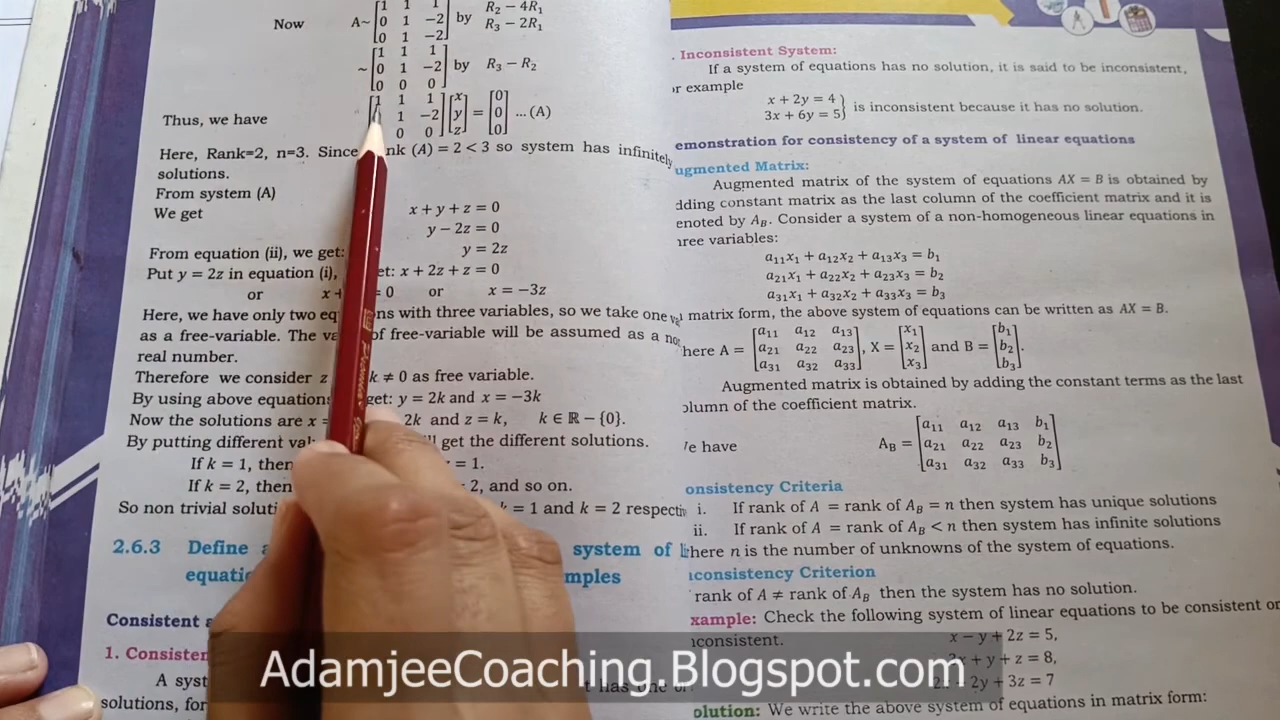 1 1 1
Now A~ 0 1 −2 by R₂ − 4R₁
0 1 −2 R₃ − 2R₁
1 1 1
~ 0 1 −2 by R₃ − R₂
0 0 0
1 1 1 x 0
Thus, we have 1 −2 y = 0 ... (A)
0 0 z 0
Here, Rank=2, n=3. Since (A) = 2 < 3 so system has infinitely
solutions.
From system (A)
We get x + y + z = 0
y − 2z = 0
From equation (ii), we get: y = 2z
Put y = 2z in equation (i), x + 2z + z = 0
or = 0 or x = −3z
Here, we have only two with three variables, so we take one
as a free-variable. The of free-variable will be assumed as a
real number.
Therefore we consider z k ≠ 0 as free variable.
By using above equations get: y = 2k and x = −3k
Now the solutions are x = 2k and z = k, k ∈ ℝ − {0}.
By putting different get the different solutions.
If k = 1, then = 1.
If k = 2, then 2, and so on.
So non trivial = 1 and k = 2
2.6.3 Define system of
Consistent
1. 
A has one
solutions, for
. Inconsistent System:
If a system of equations has no solution, it is said to be inconsistent,
example
x + 2y = 4
3x + 6y = 5} is inconsistent because it has no solution.
emonstration for consistency of a system of linear equations
ugmented Matrix:
Augmented matrix of the system of equations AX = B is obtained by
dding constant matrix as the last column of the coefficient matrix and it is
enoted by A_B. Consider a system of a non-homogeneous linear equations in
hree variables:
a₁₁x₁ + a₁₂x₂ + a₁₃x₃ = b₁
a₂₁x₁ + a₂₂x₂ + a₂₃x₃ = b₂
a₃₁x₁ + a₃₂x₂ + a₃₃x₃ = b₃
matrix form, the above system of equations can be written as AX = B.
a₁₁ a₁₂ a₁₃ x₁ b₁
here A = a₂₁ a₂₂ a₂₃ , X = x₂ and B = b₂ .
a₃₁ a₃₂ a₃₃ x₃ b₃
Augmented matrix is obtained by adding the constant terms as the last
olumn of the coefficient matrix.
a₁₁ a₁₂ a₁₃ b₁
e have A_B = a₂₁ a₂₂ a₂₃ b₂
a₃₁ a₃₂ a₃₃ b₃
onsistency Criteria
i. If rank of A = rank of A_B = n then system has unique solutions
ii. If rank of A = rank of A_B < n then system has infinite solutions
here n is the number of unknowns of the system of equations.
consistency Criterion
rank of A ≠ rank of A_B then the system has no solution.
xample: Check the following system of linear equations to be consistent or
consistent. x − y + 2z = 5,
+ y + z = 8,
2y + 3z = 7
olution: We write the above system of equations in matrix form:
AdamjeeCoaching.Blogspot.com